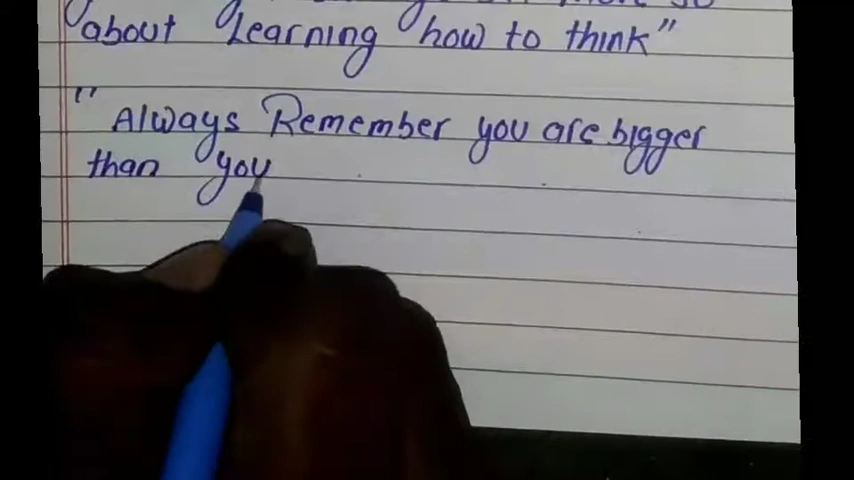 about Learning how to think"
" Always Remember you are bigger
than you